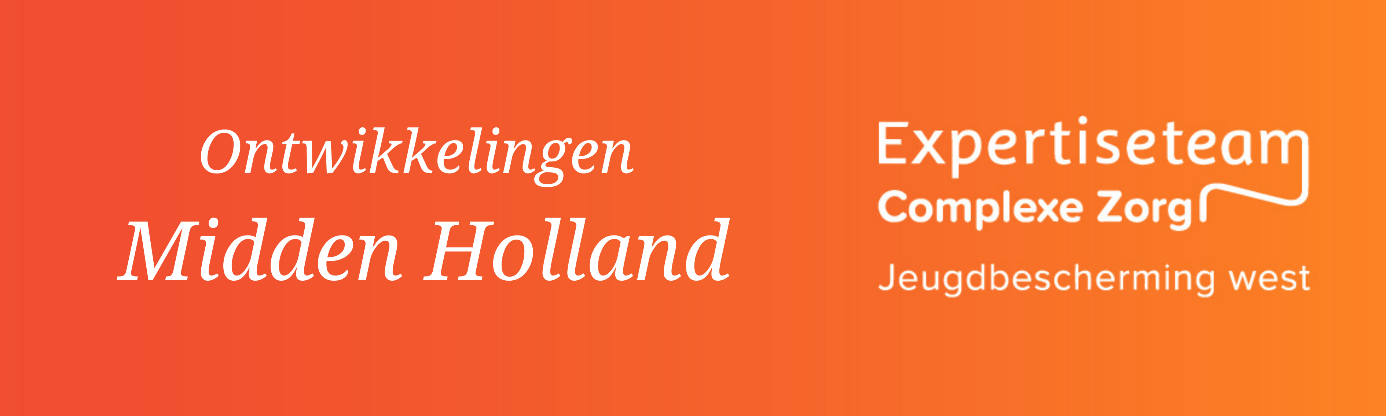 Ontwikkelingen
Midden Holland
Expertiseteam
Complexe Zorg
Jeugdbescherming west